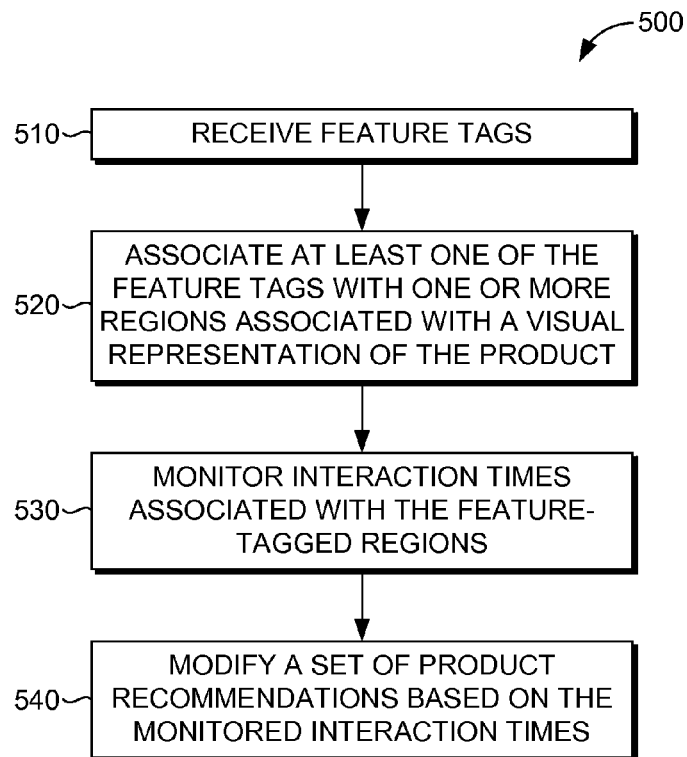 500
510
RECEIVE FEATURE TAGS
520
ASSOCIATE AT LEAST ONE OF THE
FEATURE TAGS WITH ONE OR MORE
REGIONS ASSOCIATED WITH A VISUAL
REPRESENTATION OF THE PRODUCT
530
MONITOR INTERACTION TIMES
ASSOCIATED WITH THE FEATURE-
TAGGED REGIONS
540
MODIFY A SET OF PRODUCT
RECOMMENDATIONS BASED ON THE
MONITORED INTERACTION TIMES